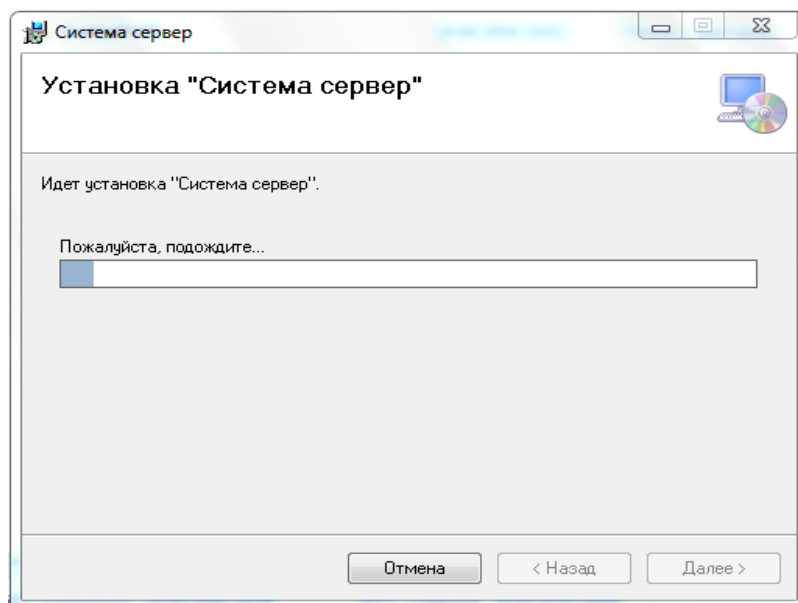 Система сервер
Установка "Система сервер"
Идет установка "Система сервер".
Пожалуйста, подождите...
Отмена
< Назад
Далее >